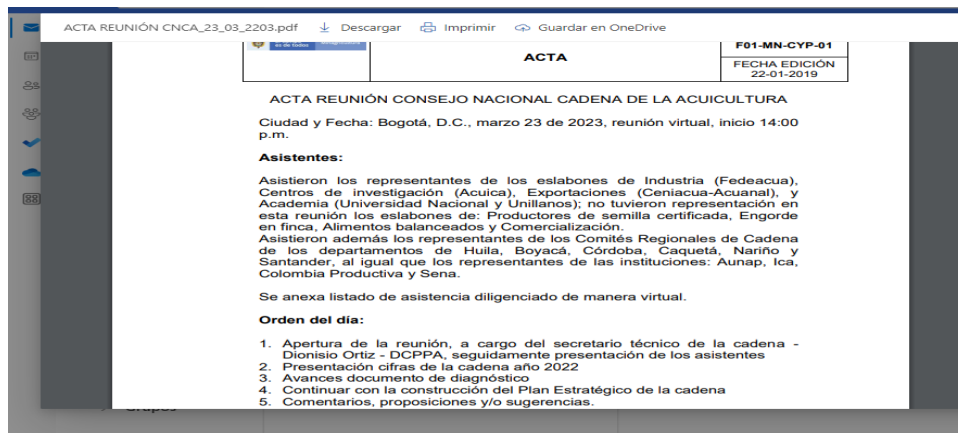 ACTA REUNIÓN CNCA_23_03_2203.pdf Descargar Imprimir Guardar en OneDrive
F01-MN-CYP-01
ACTA
FECHA EDICIÓN
22-01-2019
ACTA REUNIÓN CONSEJO NACIONAL CADENA DE LA ACUICULTURA
Ciudad y Fecha: Bogotá, D.C., marzo 23 de 2023, reunión virtual, inicio 14:00
p.m.
Asistentes:
Asistieron los representantes de los eslabones de Industria (Fedeacua),
Centros de investigación (Acuica), Exportaciones (Ceniacua-Acuanal), y
Academia (Universidad Nacional y Unillanos); no tuvieron representación en
esta reunión los eslabones de: Productores de semilla certificada, Engorde
en finca, Alimentos balanceados y Comercialización.
Asistieron además los representantes de los Comités Regionales de Cadena
de los departamentos de Huila, Boyacá, Córdoba, Caquetá, Nariño y
Santander, al igual que los representantes de las instituciones: Aunap, Ica,
Colombia Productiva y Sena.
Se anexa listado de asistencia diligenciado de manera virtual.
Orden del día:
1. Apertura de la reunión, a cargo del secretario técnico de la cadena -
Dionisio Ortiz - DCPPA, seguidamente presentación de los asistentes
2. Presentación cifras de la cadena año 2022
3. Avances documento de diagnóstico
4. Continuar con la construcción del Plan Estratégico de la cadena
5. Comentarios, proposiciones y/o sugerencias.